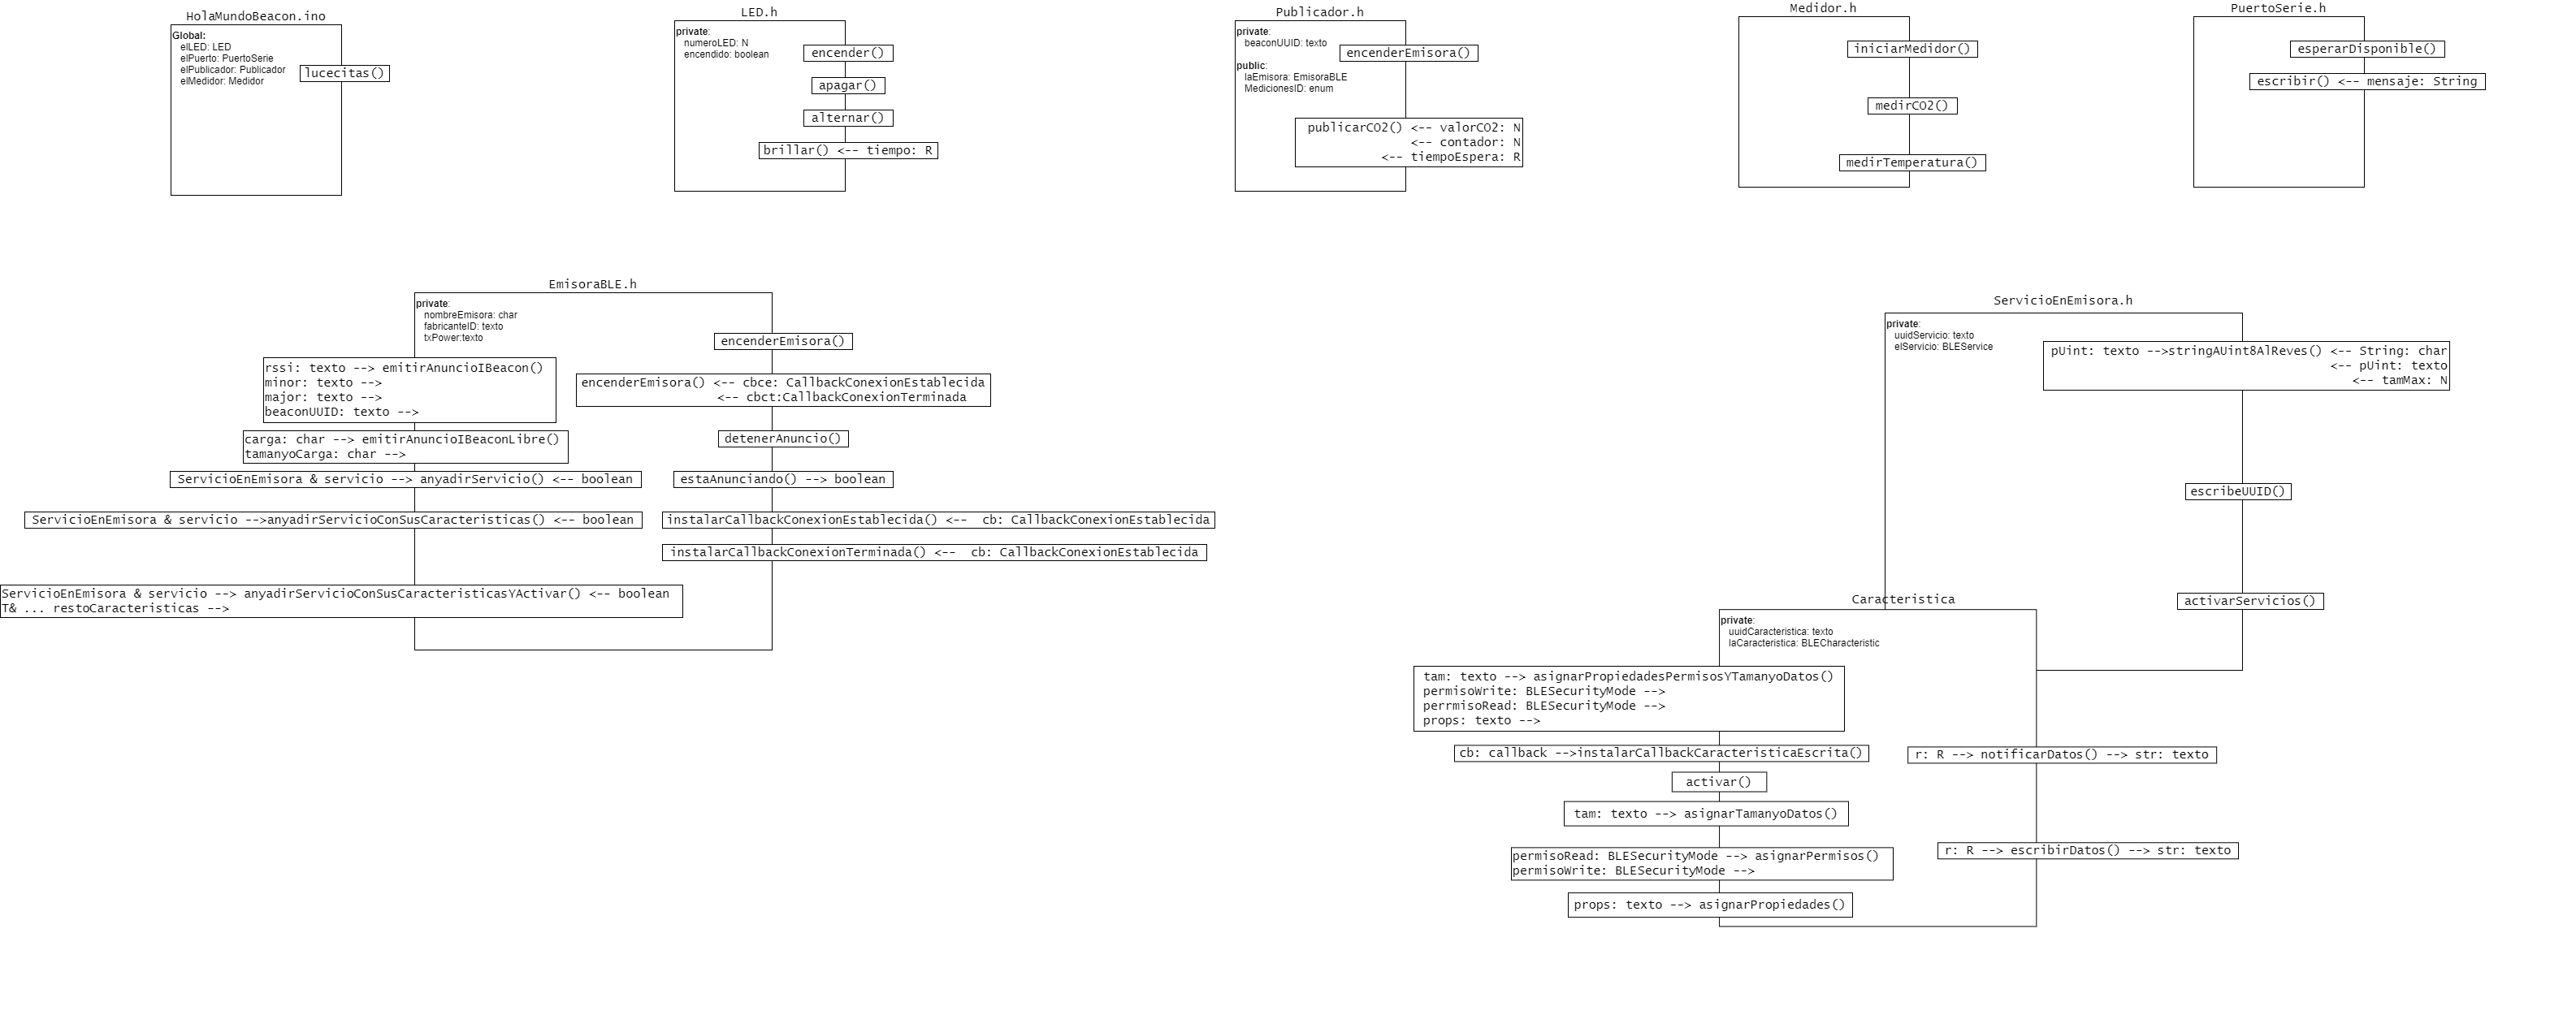 HolaMundoBeacon.ino
Global:
elLED: LED
elPuerto: PuertoSerie
elPublicador: Publicador
elMedidor: Medidor
lucecitas()
LED.h
private:
numeroLED: N
encendido: boolean
encender()
apagar()
alternar()
brillar() <-- tiempo: R
Publicador.h
private:
beaconUUID: texto
public:
laEmisora: EmisoraBLE
MedicionesID: enum
encenderEmisora()
publicarCO2() <-- valorCO2: N
<-- contador: N
<-- tiempoEspera: R
Medidor.h
iniciarMedidor()
medirCO2()
medirTemperatura()
PuertoSerie.h
esperarDisponible()
escribir() <-- mensaje: String
EmisoraBLE.h
private:
nombreEmisora: char
fabricanteID: texto
txPower:texto
rssi: texto --> emitirAnuncioIBeacon()
minor: texto -->
major: texto -->
beaconUUID: texto -->
carga: char --> emitirAnuncioIBeaconLibre()
tamanyoCarga: char -->
ServicioEnEmisora & servicio --> anyadirServicio() <-- boolean
ServicioEnEmisora & servicio -->anyadirServicioConSusCaracteristicas() <-- boolean
ServicioEnEmisora & servicio --> anyadirServicioConSusCaracteristicasYActivar() <-- boolean
T& ... restoCaracteristicas -->
encenderEmisora()
encenderEmisora() <-- cbce: CallbackConexionEstablecida
<-- cbct:CallbackConexionTerminada
detenerAnuncio()
estaAnunciando() --> boolean
instalarCallbackConexionEstablecida() <-- cb: CallbackConexionEstablecida
instalarCallbackConexionTerminada() <-- cb: CallbackConexionEstablecida
ServicioEnEmisora.h
private:
uuidServicio: texto
elServicio: BLEService
pUint: texto -->stringAUint8AlReves() <-- String: char
<-- pUint: texto
<-- tamMax: N
escribeUUID()
activarServicios()
Caracteristica
private:
uuidCaracteristica: texto
laCaracteristica: BLECharacteristic
tam: texto --> asignarPropiedadesPermisosYTamanyoDatos()
permisoWrite: BLESecurityMode -->
perrmisoRead: BLESecurityMode -->
props: texto -->
cb: callback -->instalarCallbackCaracteristicaEscrita()
activar()
tam: texto --> asignarTamanyoDatos()
permisoRead: BLESecurityMode --> asignarPermisos()
permisoWrite: BLESecurityMode -->
props: texto --> asignarPropiedades()
r: R --> notificarDatos() --> str: texto
r: R --> escribirDatos() --> str: texto